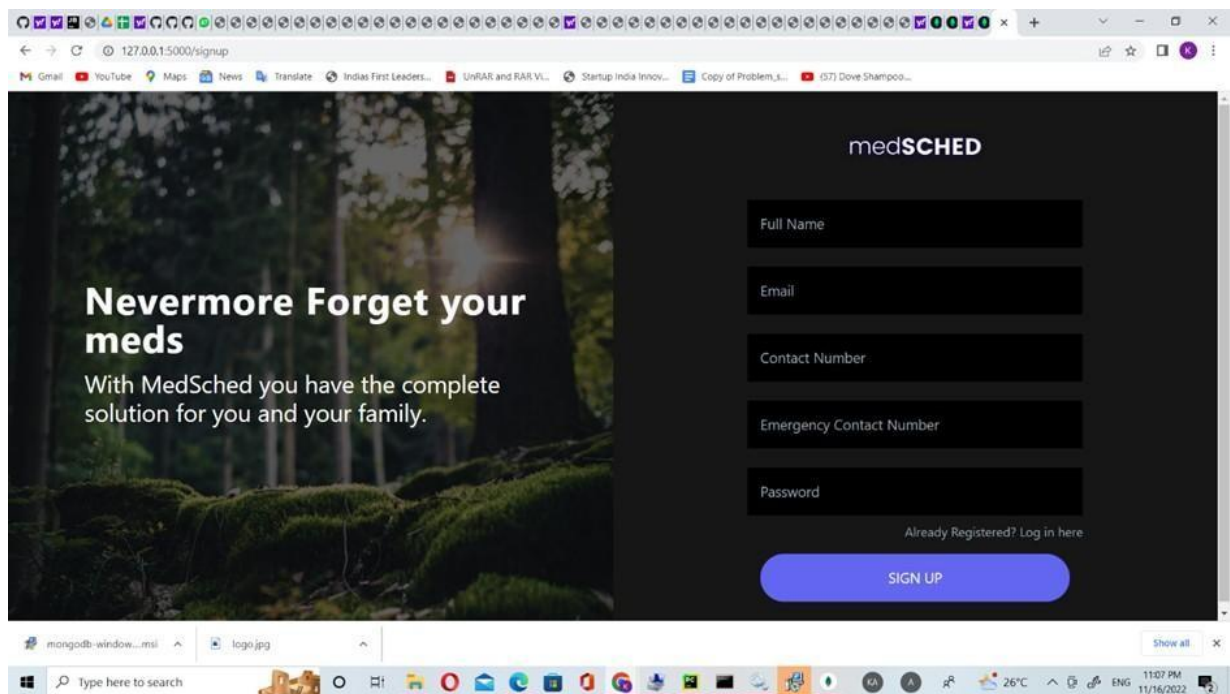 127.0.0.1:5000/signup
Gmail YouTube Maps News Translate Indias First Leaders... UnRAR and RAR Vi... Startup India Innov... Copy of Problem_s... (57) Dove Shampoo...
medSCHED
Nevermore Forget your
meds
With MedSched you have the complete
solution for you and your family.
Full Name
Email
Contact Number
Emergency Contact Number
Password
Already Registered? Log in here
SIGN UP
mongodb-window....msi logo.jpg Show all
Type here to search 26°C ENG 11:07 PM
11/16/2022